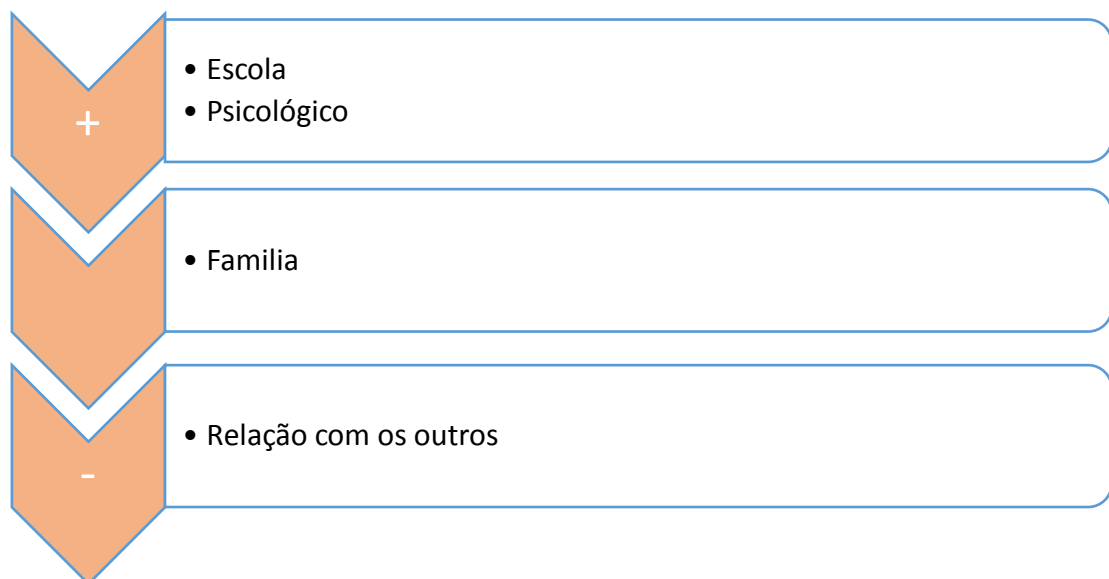 +
• Escola
• Psicológico
• Familia
-
• Relação com os outros